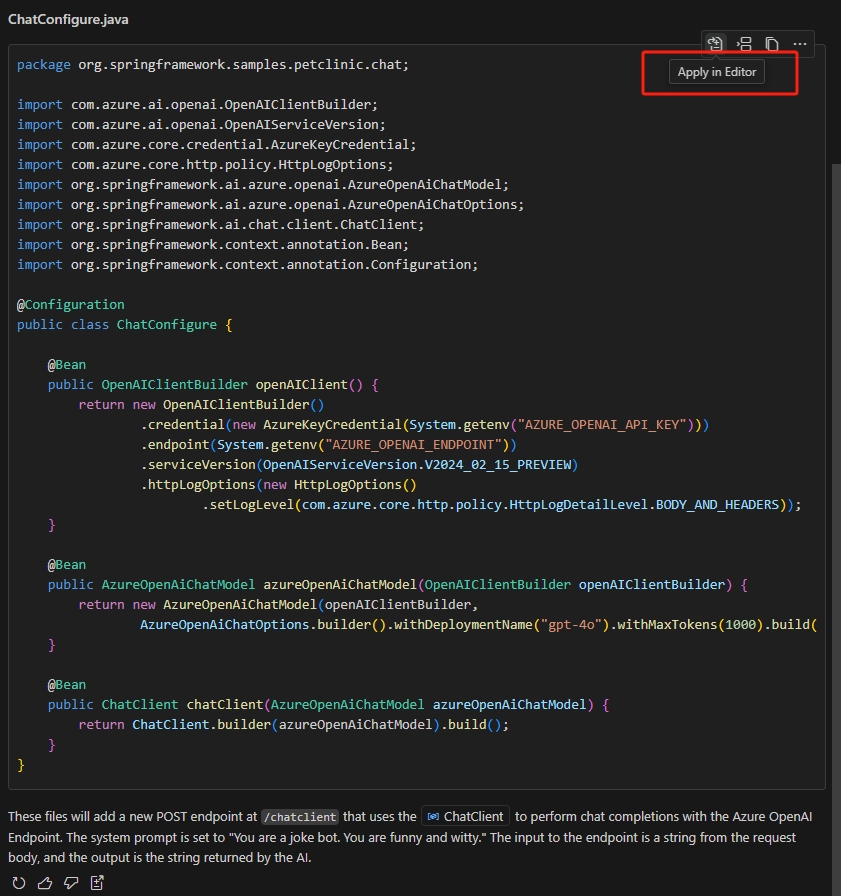 ChatConfigure.java
Apply in Editor
package org.springframework.samples.petclinic.chat;
import com.azure.ai.openai.OpenAIClientBuilder;
import com.azure.ai.openai.OpenAIServiceVersion;
import com.azure.core.credential.AzureKeyCredential;
import com.azure.core.http.policy.HttpLogOptions;
import org.springframework.ai.azure.openai.AzureOpenAiChatModel;
import org.springframework.ai.azure.openai.AzureOpenAiChatOptions;
import org.springframework.ai.chat.client.ChatClient;
import org.springframework.context.annotation.Bean;
import org.springframework.context.annotation.Configuration;
@Configuration
public class ChatConfigure {
@Bean
public OpenAIClientBuilder openAIClient() {
return new OpenAIClientBuilder()
.credential(new AzureKeyCredential(System.getenv("AZURE_OPENAI_API_KEY")))
.endpoint(System.getenv("AZURE_OPENAI_ENDPOINT"))
.serviceVersion(OpenAIServiceVersion.V2024_02_15_PREVIEW)
.httpLogOptions(new HttpLogOptions()
.setLogLevel(com.azure.core.http.policy.HttpLogDetailLevel.BODY_AND_HEADERS));
}
@Bean
public AzureOpenAiChatModel azureOpenAiChatModel(OpenAIClientBuilder openAIClientBuilder) {
return new AzureOpenAiChatModel(openAIClientBuilder,
AzureOpenAiChatOptions.builder().withDeploymentName("gpt-4o").withMaxTokens(1000).build(
}
@Bean
public ChatClient chatClient(AzureOpenAiChatModel azureOpenAiChatModel) {
return ChatClient.builder(azureOpenAiChatModel).build();
}
}
These files will add a new POST endpoint at /chatclient that uses the ChatClient to perform chat completions with the Azure OpenAI
Endpoint. The system prompt is set to "You are a joke bot. You are funny and witty." The input to the endpoint is a string from the request
body, and the output is the string returned by the AI.